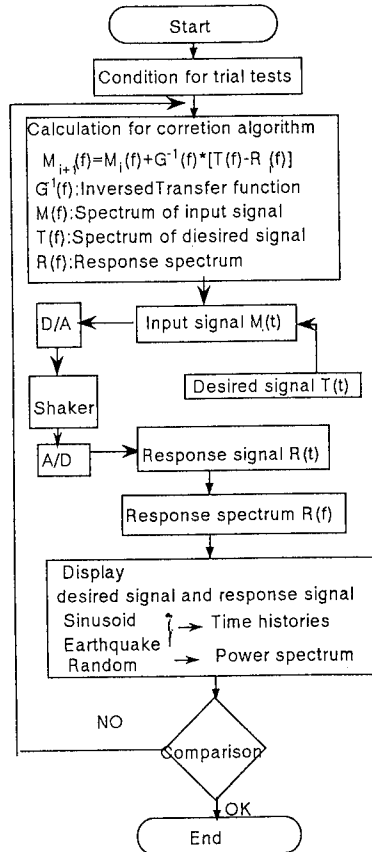 Start
Condition for trial tests
Calculation for corretion algorithm
M i+1(f)=M i(f)+G⁻¹(f)*[T(f)-R i(f)]
G¹(f):InversedTransfer function
M(f):Spectrum of input signal
T(f):Spectrum of diesired signal
R(f):Response spectrum
D/A
Input signal M(t)
Desired signal T(t)
Shaker
A/D
Response signal R(t)
Response spectrum R(f)
Display
desired signal and response signal
Sinusoid
Earthquake
Time histories
Random
Power spectrum
NO
Comparison
OK
End